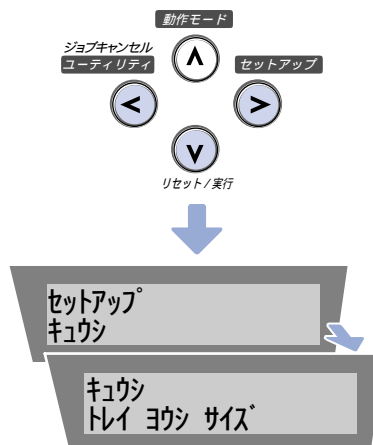 動作モード
ジョブキャンセル
ユーティリティ
セットアップ
リセット / 実行
セットアップ
キュウシ
キュウシ
トレイ ヨウシ サイズ